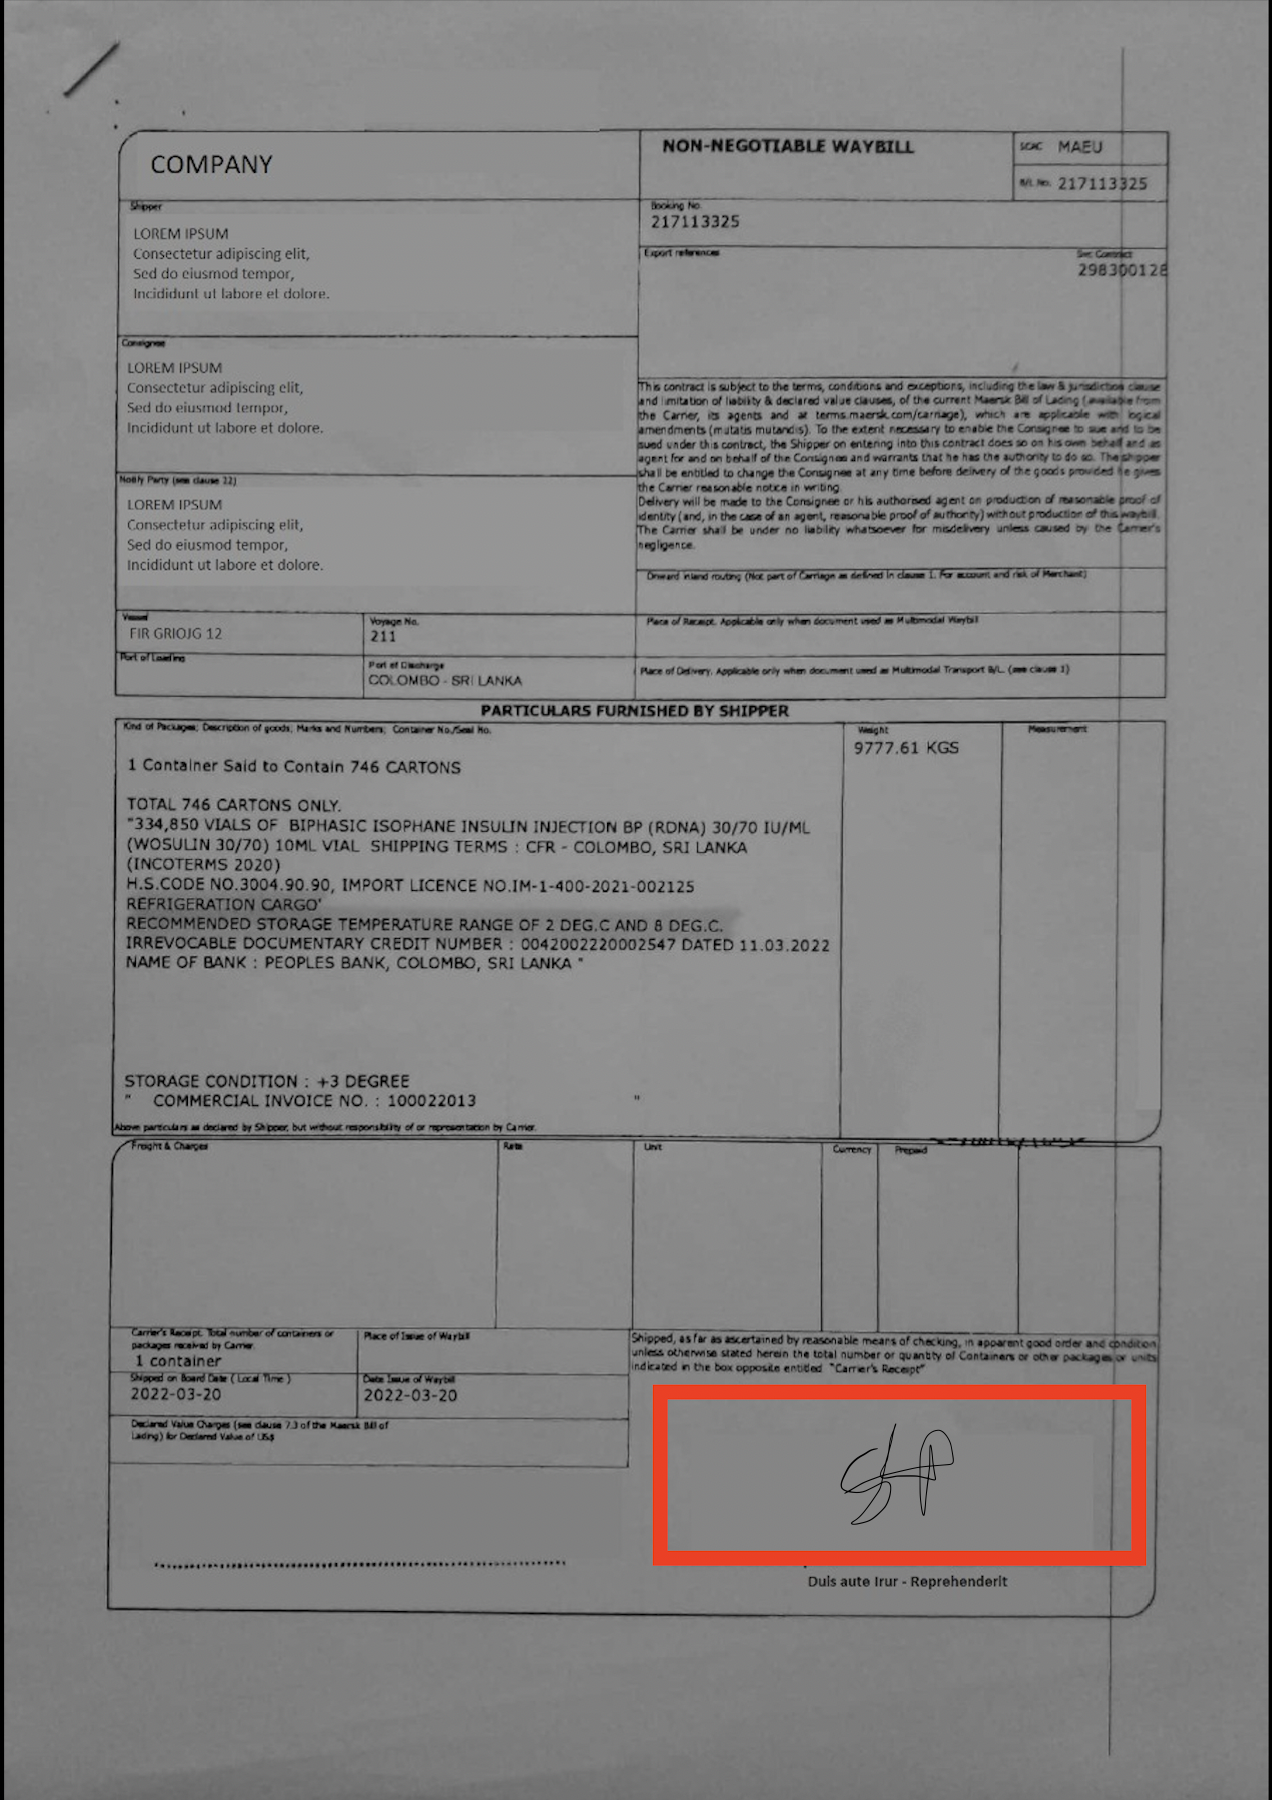 COMPANY
NON-NEGOTIABLE WAYBILL
SCAC MAEU
B/L No. 217113325
Shipper
LOREM IPSUM
Consectetur adipiscing elit,
Sed do eiusmod tempor,
Incididunt ut labore et dolore.
Booking No.
217113325
Export references
Svc Contract
298300128
Consignee
LOREM IPSUM
Consectetur adipiscing elit,
Sed do eiusmod tempor,
Incididunt ut labore et dolore.
This contract is subject to the terms, conditions and exceptions, including the law & jurisdiction clause
and limitation of liability & declared value clauses, of the current Maersk Bill of Lading (available from
the Carrier, its agents and at terms.maersk.com/carriage), which are applicable with logical
amendments (mutatis mutandis). To the extent necessary to enable the Consignee to sue and to be
sued under this contract, the Shipper on entering into this contract does so on his own behalf and as
agent for and on behalf of the Consignee and warrants that he has the authority to do so. The shipper
shall be entitled to change the Consignee at any time before delivery of the goods provided he gives
the Carrier reasonable notice in writing.
Delivery will be made to the Consignee or his authorised agent on production of reasonable proof of
identity (and, in the case of an agent, reasonable proof of authority) without production of this waybill.
The Carrier shall be under no liability whatsoever for misdelivery unless caused by the Carrier's
negligence.
Notify Party (see clause 22)
LOREM IPSUM
Consectetur adipiscing elit,
Sed do eiusmod tempor,
Incididunt ut labore et dolore.
Onward inland routing (Not part of Carriage as defined in clause 1. For account and risk of Merchant)
Vessel
FIR GRIOJG 12
Voyage No.
211
Place of Receipt. Applicable only when document used as Multimodal Waybill
Port of Loading
Port of Discharge
COLOMBO - SRI LANKA
Place of Delivery. Applicable only when document used as Multimodal Transport B/L. (see clause 1)
PARTICULARS FURNISHED BY SHIPPER
Kind of Packages; Description of goods; Marks and Numbers; Container No./Seal No.
Weight
Measurement
9777.61 KGS
1 Container Said to Contain 746 CARTONS
TOTAL 746 CARTONS ONLY.
"334,850 VIALS OF BIPHASIC ISOPHANE INSULIN INJECTION BP (RDNA) 30/70 IU/ML
(WOSULIN 30/70) 10ML VIAL SHIPPING TERMS : CFR - COLOMBO, SRI LANKA
(INCOTERMS 2020)
H.S.CODE NO.3004.90.90, IMPORT LICENCE NO.IM-1-400-2021-002125
REFRIGERATION CARGO'
RECOMMENDED STORAGE TEMPERATURE RANGE OF 2 DEG.C AND 8 DEG.C.
IRREVOCABLE DOCUMENTARY CREDIT NUMBER : 0042002220002547 DATED 11.03.2022
NAME OF BANK : PEOPLES BANK, COLOMBO, SRI LANKA "
STORAGE CONDITION : +3 DEGREE
" COMMERCIAL INVOICE NO. : 100022013 "
Above particulars as declared by Shipper, but without responsibility of or representation by Carrier.
Freight & Charges
Rate
Unit
Currency
Prepaid
Carrier's Receipt. Total number of containers or
packages received by Carrier.
1 container
Place of Issue of Waybill
Shipped on Board Date ( Local Time )
2022-03-20
Date Issue of Waybill
2022-03-20
Declared Value Charges (see clause 7.3 of the Maersk Bill of
Lading) for Declared Value of US$
Shipped, as far as ascertained by reasonable means of checking, in apparent good order and condition
unless otherwise stated herein the total number or quantity of Containers or other packages or units
indicated in the box opposite entitled "Carrier's Receipt"
Duis aute Irur - Reprehenderit